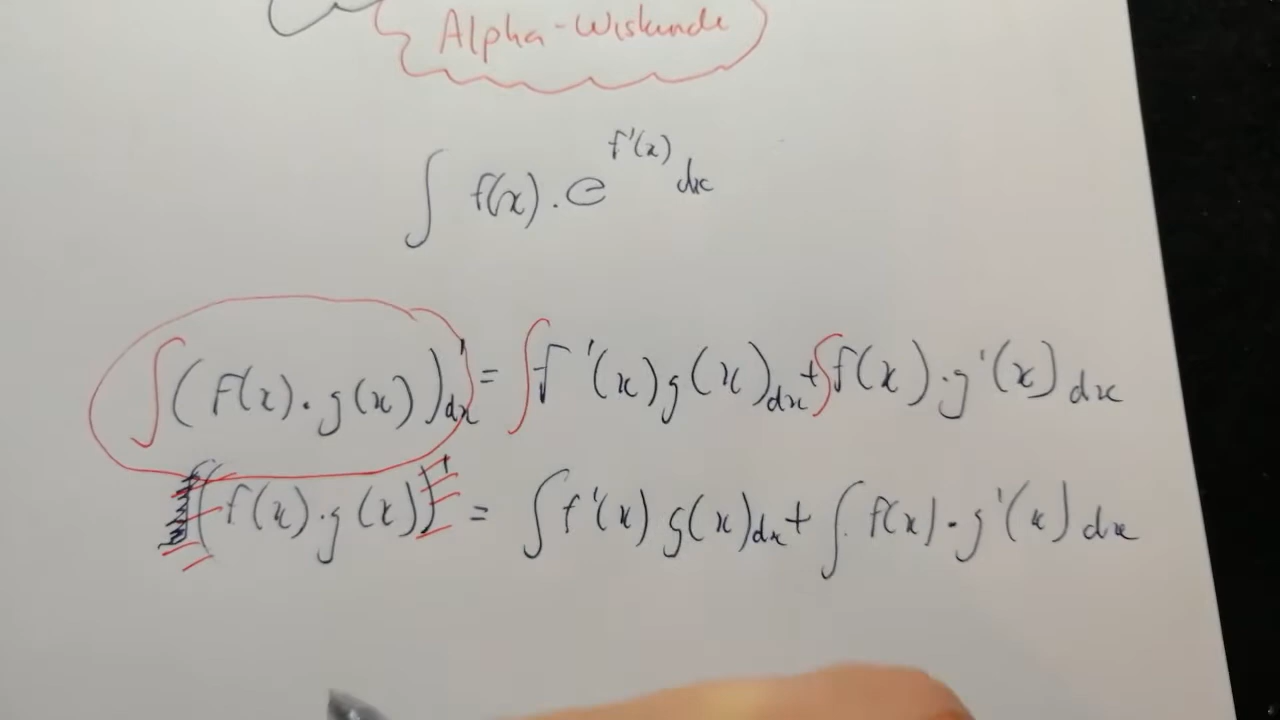 Alpha-Wiskunde
∫ f(x) · e^{f'(x)} dx
∫(f(x)·g(x))'dx = ∫f'(x)g(x)dx + ∫f(x)·g'(x) dx
f(x)·g(x) = ∫f'(x) g(x)dx + ∫f(x)·g'(x) dx